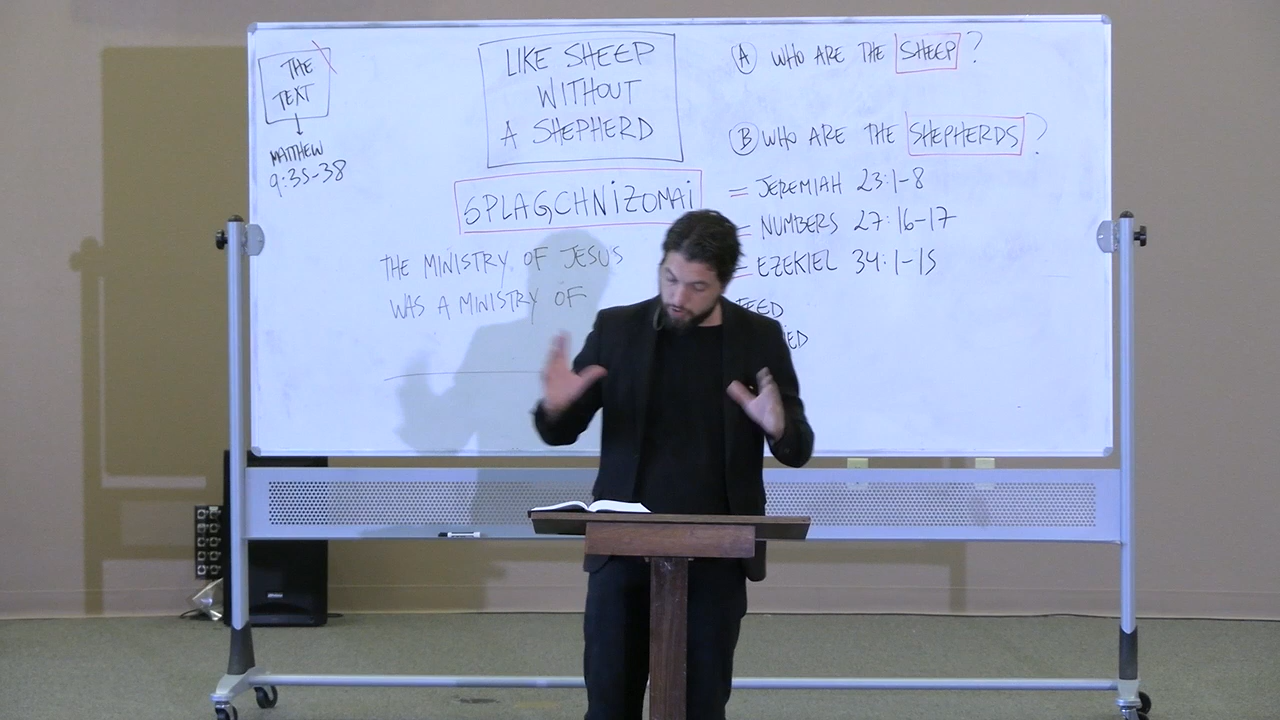 THE
TEXT
MATTHEW
9:35-38
LIKE SHEEP
WITHOUT
A SHEPHERD
SPLAGCHNiZOMAi
THE MINISTRY OF JESUS
WAS A MINISTRY OF
A WHO ARE THE SHEEP?
B WHO ARE THE SHEPHERDS?
= JEREMIAH 23:1-8
= NUMBERS 27:16-17
= EZEKIEL 34:1-15
FEED